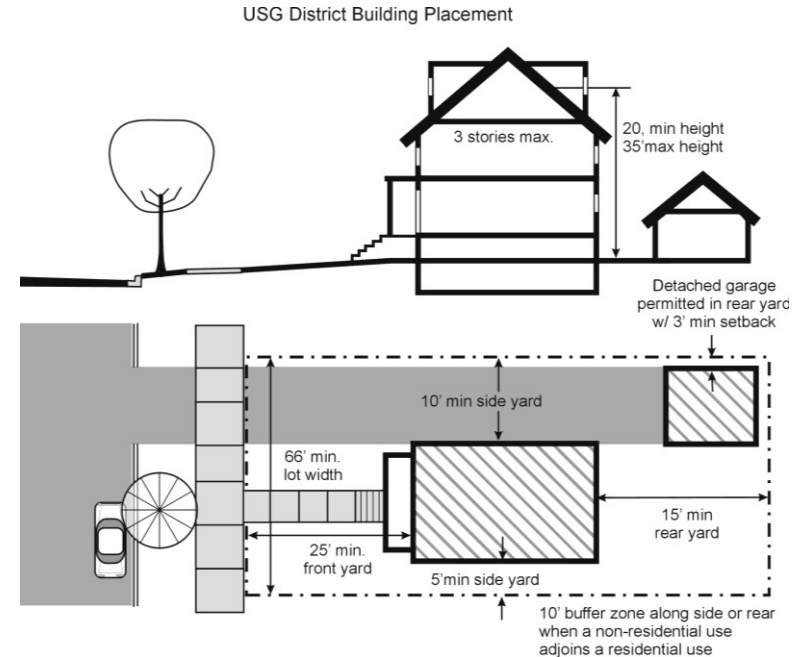 USG District Building Placement
3 stories max.
20, min height
35'max height
Detached garage
permitted in rear yard
w/ 3' min setback
10' min side yard
66' min.
lot width
25' min.
front yard
15' min
rear yard
5'min side yard
10' buffer zone along side or rear
when a non-residential use
adjoins a residential use